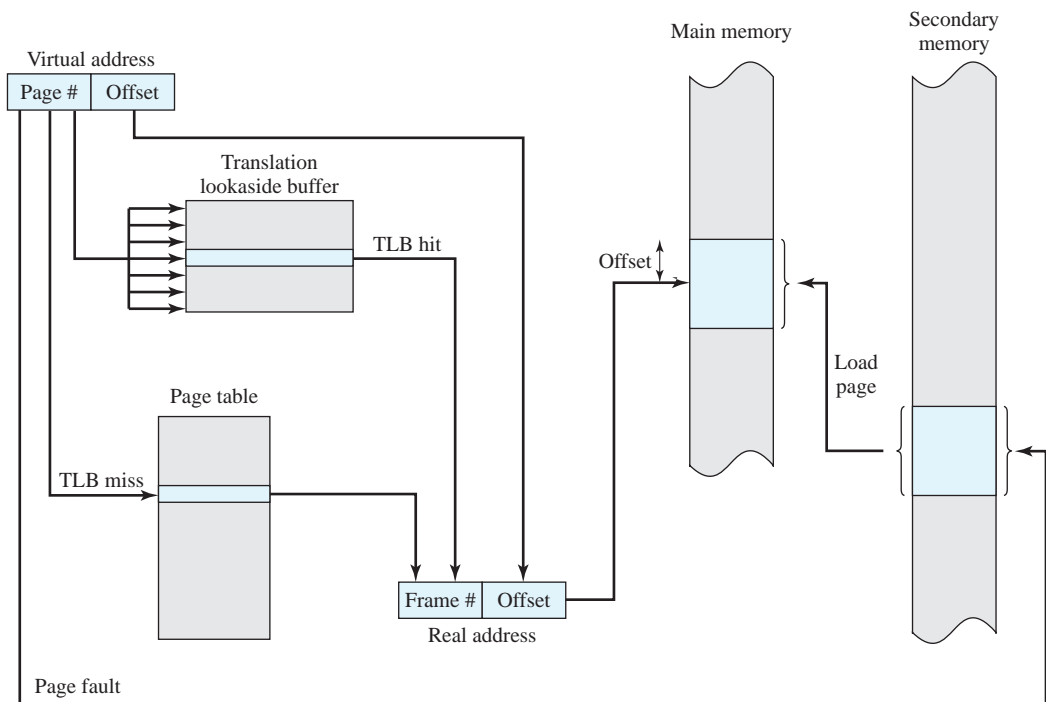 Main memory
Secondary
memory
Virtual address
Page #
Offset
Translation
lookaside buffer
TLB hit
Offset
Load
page
Page table
TLB miss
Frame #
Offset
Real address
Page fault